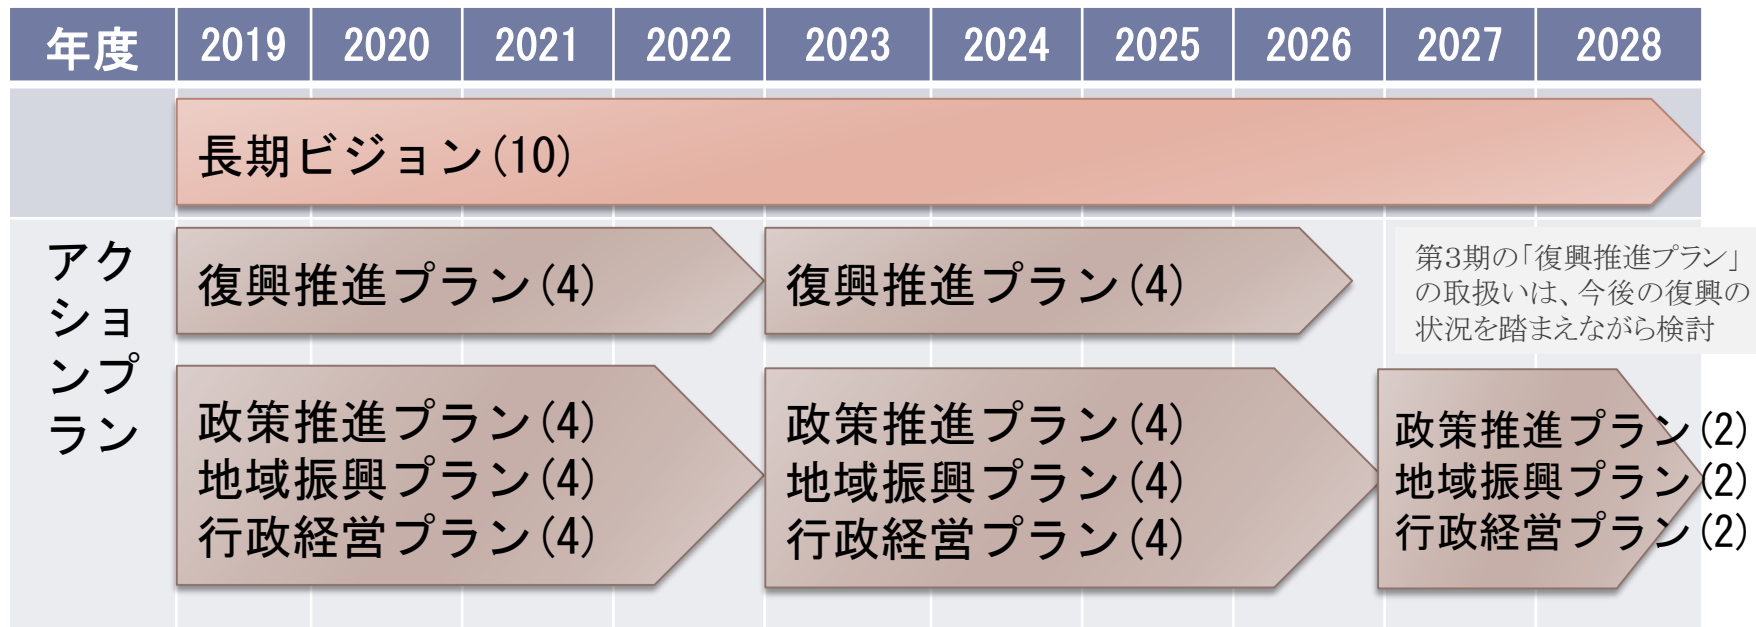 年度 2019 2020 2021 2022 2023 2024 2025 2026 2027 2028
長期ビジョン(10)
アク
ショ
ンプ
ラン
復興推進プラン(4)
復興推進プラン(4)
第3期の「復興推進プラン」
の取扱いは、今後の復興の
状況を踏まえながら検討
政策推進プラン(4)
地域振興プラン(4)
行政経営プラン(4)
政策推進プラン(4)
地域振興プラン(4)
行政経営プラン(4)
政策推進プラン(2)
地域振興プラン(2)
行政経営プラン(2)